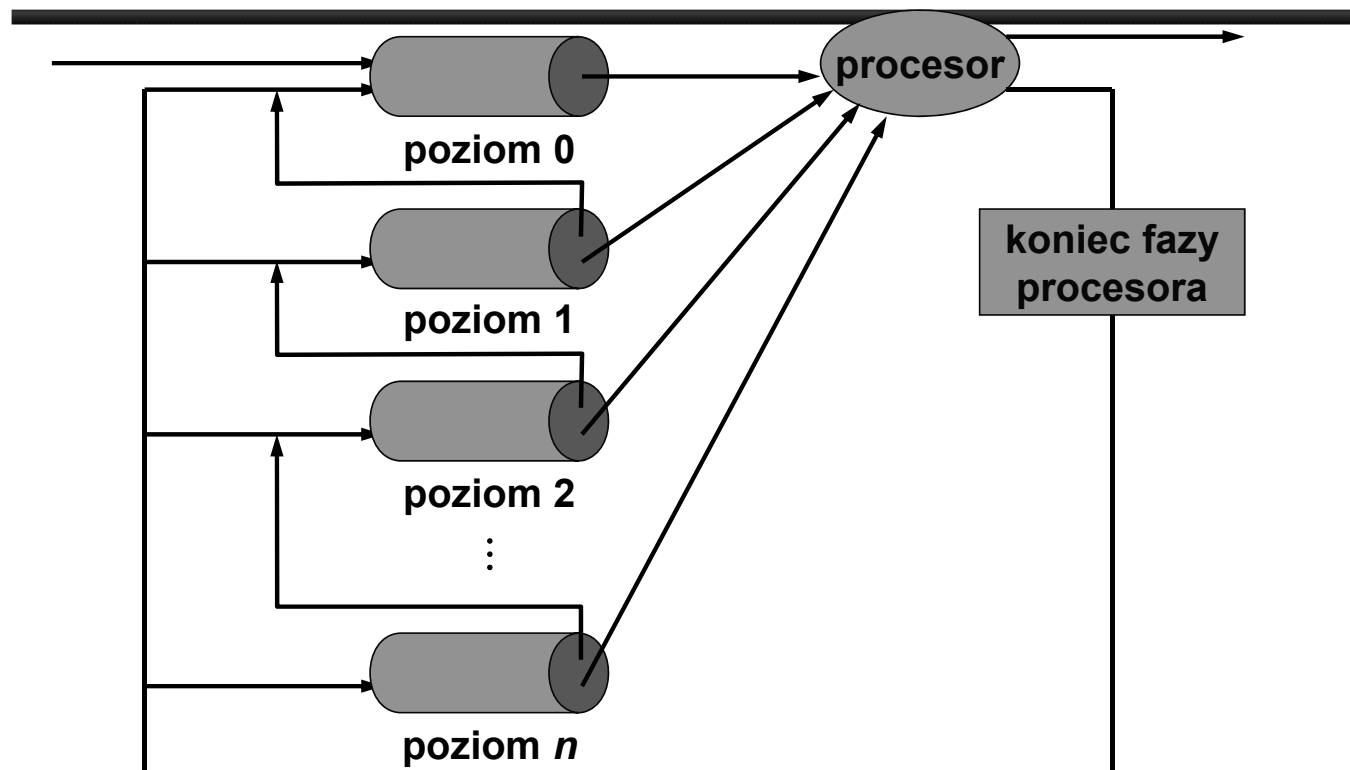 procesor
poziom 0
koniec fazy
procesora
poziom 1
poziom 2
⋮
poziom n